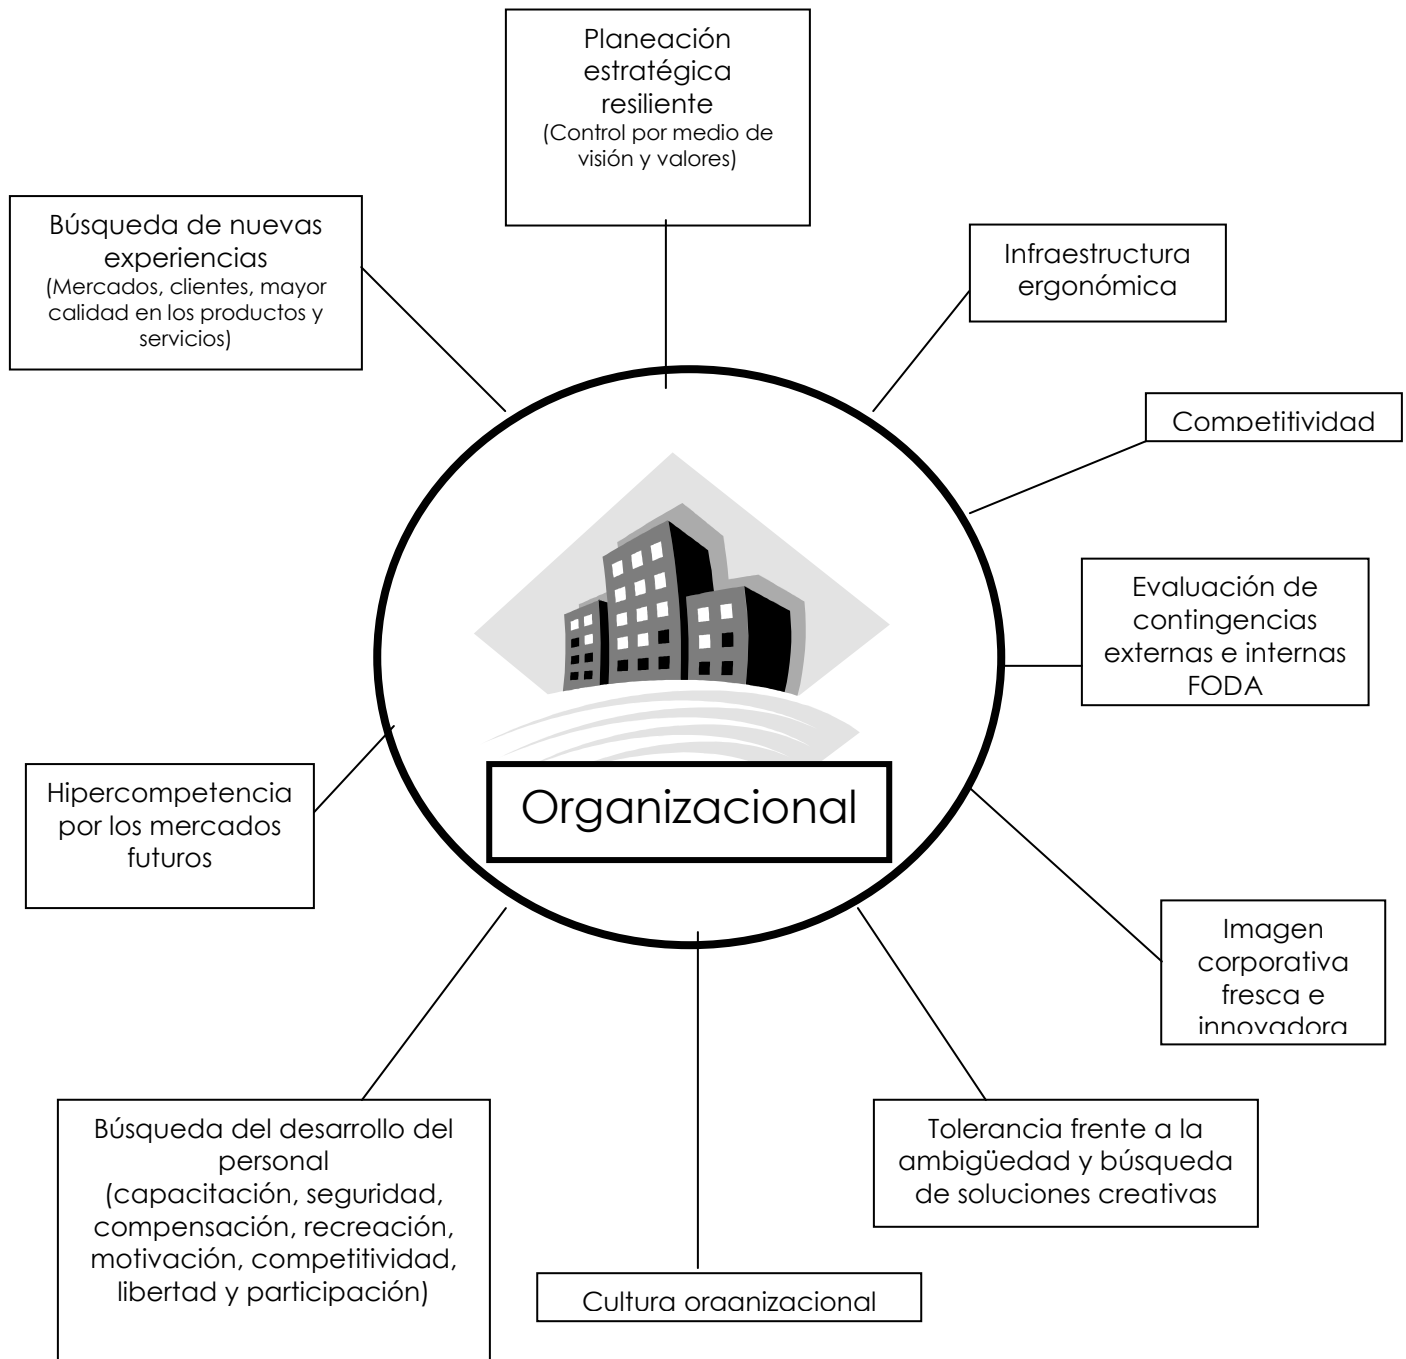 Planeación
estratégica
resiliente
(Control por medio de
visión y valores)
Búsqueda de nuevas
experiencias
(Mercados, clientes, mayor
calidad en los productos y
servicios)
Infraestructura
ergonómica
Competitividad
Evaluación de
contingencias
externas e internas
FODA
Organizacional
Hipercompetencia
por los mercados
futuros
Imagen
corporativa
fresca e
innovadora
Búsqueda del desarrollo del
personal
(capacitación, seguridad,
compensación, recreación,
motivación, competitividad,
libertad y participación)
Tolerancia frente a la
ambigüedad y búsqueda
de soluciones creativas
Cultura organizacional